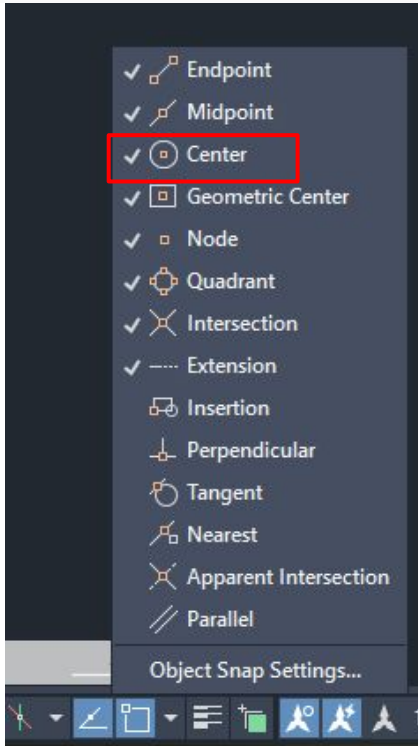 Endpoint
Midpoint
Center
Geometric Center
Node
Quadrant
Intersection
Extension
Insertion
Perpendicular
Tangent
Nearest
Apparent Intersection
Parallel
Object Snap Settings...